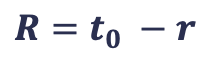 R = t₀ − r